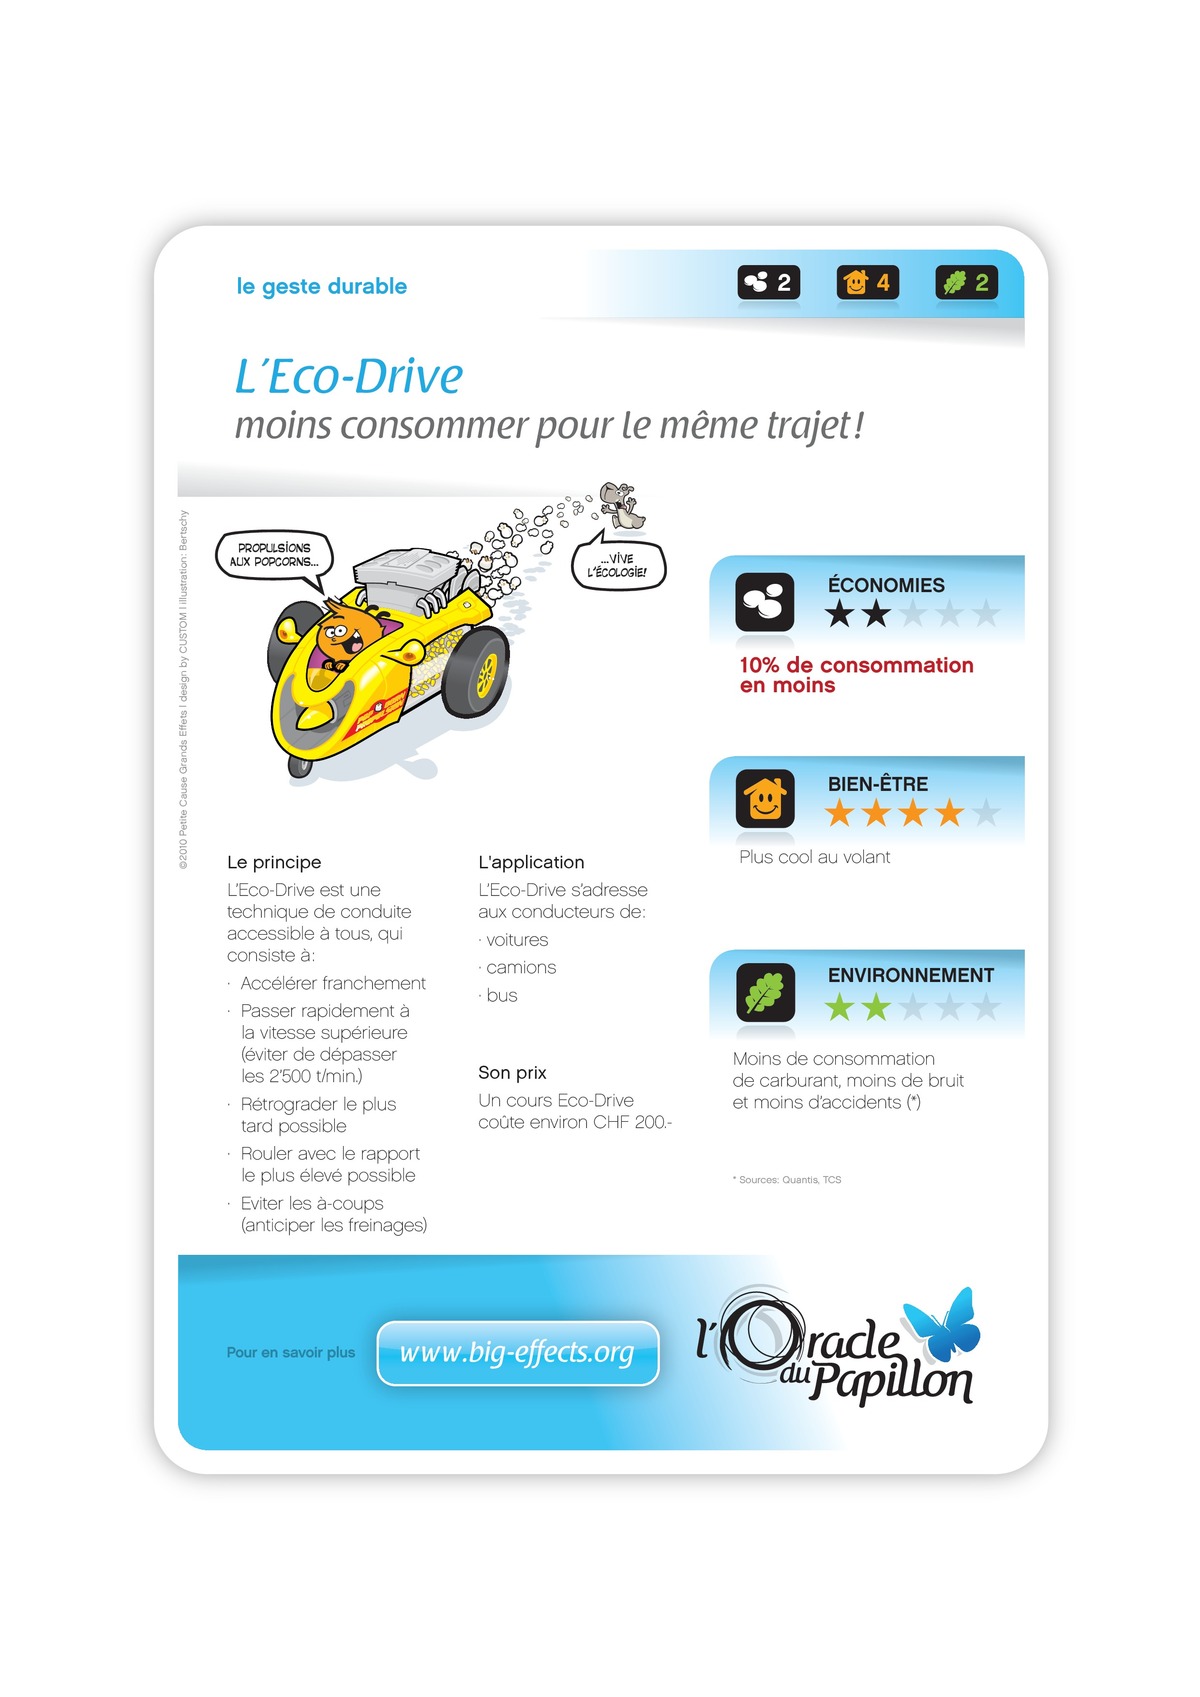 le geste durable
2
4
2
L'Eco-Drive
moins consommer pour le même trajet!
©2010 Petite Cause Grands Effets I design by CUSTOM I illustration: Bertschy
PROPULSIONS
AUX POPCORNS...
...VIVE
L'ÉCOLOGIE!
ÉCONOMIES
10% de consommation
en moins
BIEN-ÊTRE
Plus cool au volant
ENVIRONNEMENT
Moins de consommation
de carburant, moins de bruit
et moins d'accidents (*)
* Sources: Quantis, TCS
Le principe
L'Eco-Drive est une
technique de conduite
accessible à tous, qui
consiste à:
· Accélérer franchement
· Passer rapidement à
la vitesse supérieure
(éviter de dépasser
les 2'500 t/min.)
· Rétrograder le plus
tard possible
· Rouler avec le rapport
le plus élevé possible
· Eviter les à-coups
(anticiper les freinages)
L'application
L'Eco-Drive s'adresse
aux conducteurs de:
· voitures
· camions
· bus
Son prix
Un cours Eco-Drive
coûte environ CHF 200.-
Pour en savoir plus
www.big-effects.org
l'Oracle
du Papillon